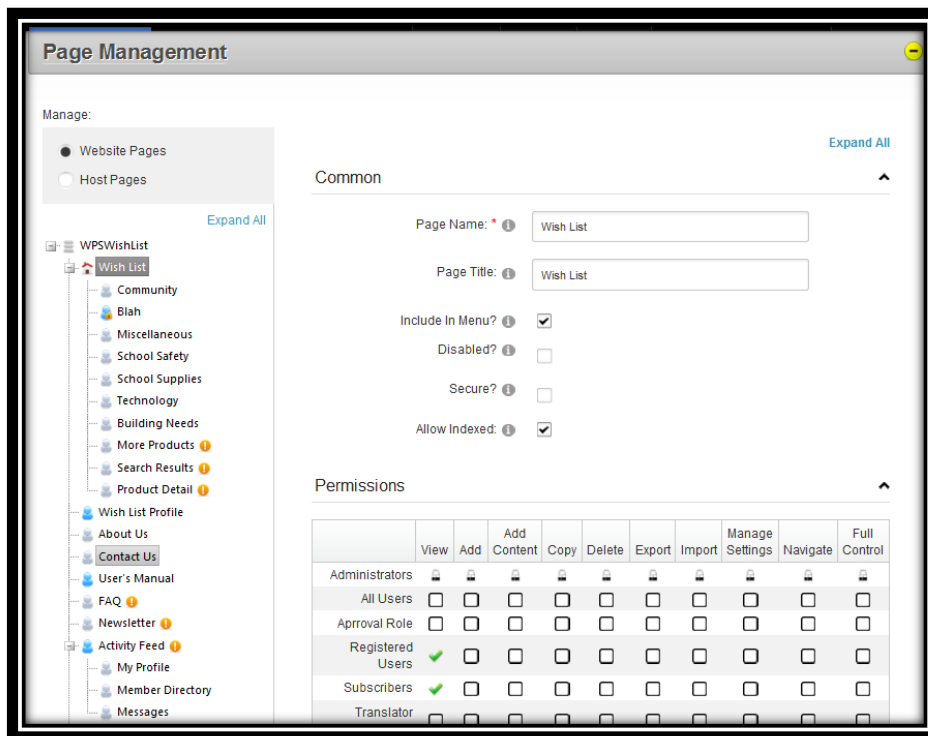 Page Management
Manage:
Website Pages
Host Pages
Expand All
WPSWishList
Wish List
Community
Blah
Miscellaneous
School Safety
School Supplies
Technology
Building Needs
More Products
Search Results
Product Detail
Wish List Profile
About Us
Contact Us
User's Manual
FAQ
Newsletter
Activity Feed
My Profile
Member Directory
Messages
Expand All
Common
Page Name: * Wish List
Page Title: Wish List
Include In Menu?
Disabled?
Secure?
Allow Indexed:
Permissions
View Add Add Content Copy Delete Export Import Manage Settings Navigate Full Control
Administrators
All Users
Aprroval Role
Registered Users
Subscribers
Translator